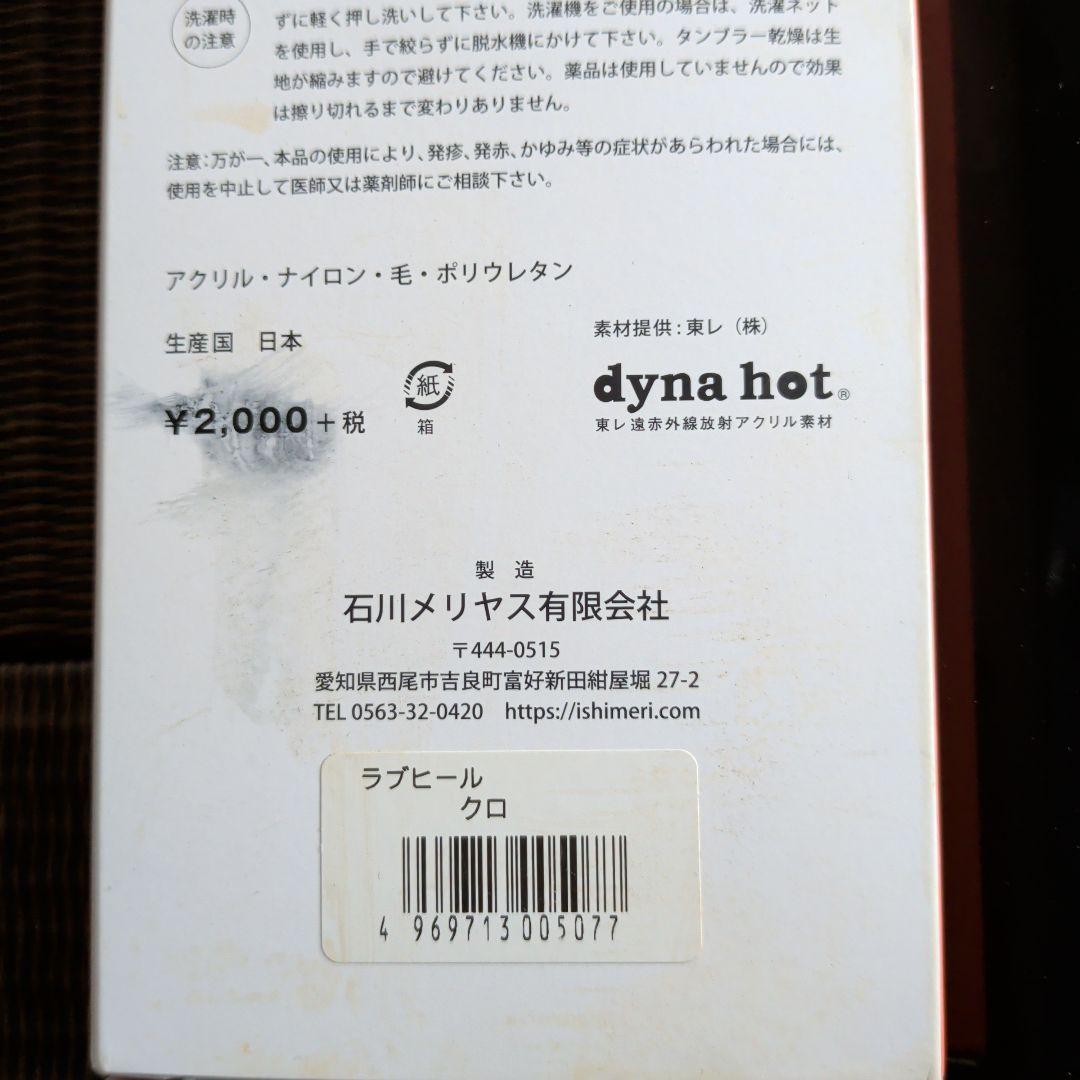 洗濯時
の注意
ずに軽く押し洗いして下さい。洗濯機をご使用の場合は、洗濯ネット
を使用し、手で絞らずに脱水機にかけて下さい。タンブラー乾燥は生
地が縮みますので避けてください。薬品は使用していませんので効果
は擦り切れるまで変わりありません。
注意:万が一、本品の使用により、発疹、発赤、かゆみ等の症状があらわれた場合には、
使用を中止して医師又は薬剤師にご相談下さい。
アクリル・ナイロン・毛・ポリウレタン
生産国 日本
¥2,000+税
紙
箱
素材提供:東レ(株)
dyna hot®
東レ遠赤外線放射アクリル素材
製 造
石川メリヤス有限会社
〒444-0515
愛知県西尾市吉良町富好新田紺屋堀 27-2
TEL 0563-32-0420 https://ishimeri.com
ラブヒール
クロ
4 969713 005077